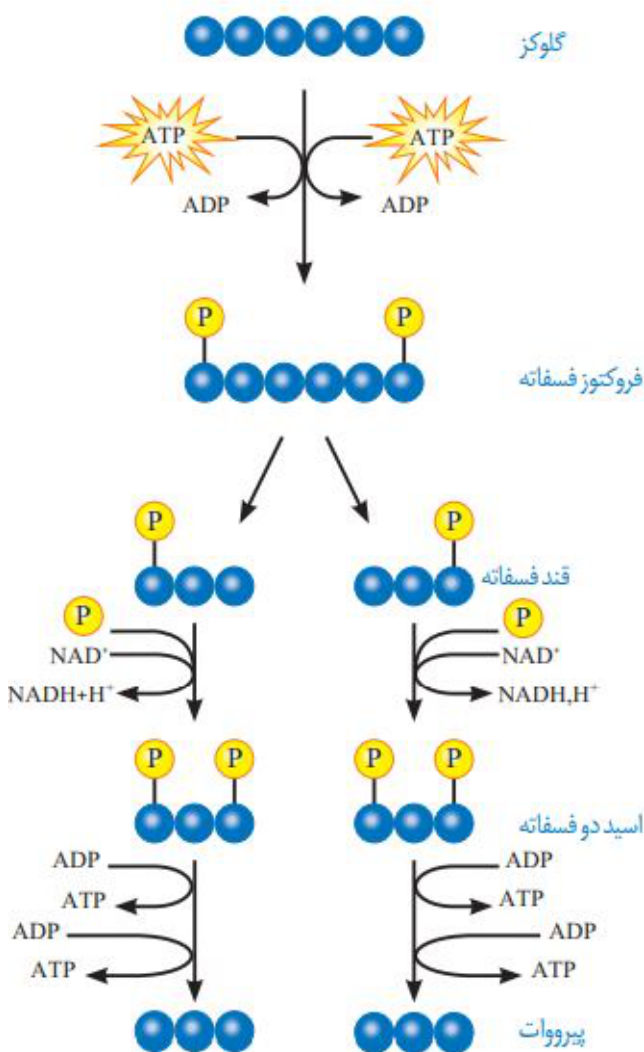 گلوکز
ATP ATP
ADP ADP
P P
فروکتوز فسفاته
P P
قند فسفاته
P P
NAD⁺ NAD⁺
NADH+H⁺ NADH,H⁺
P P P P
اسید دو فسفاته
ADP ADP
ATP ATP
ADP ADP
ATP ATP
پیرووات